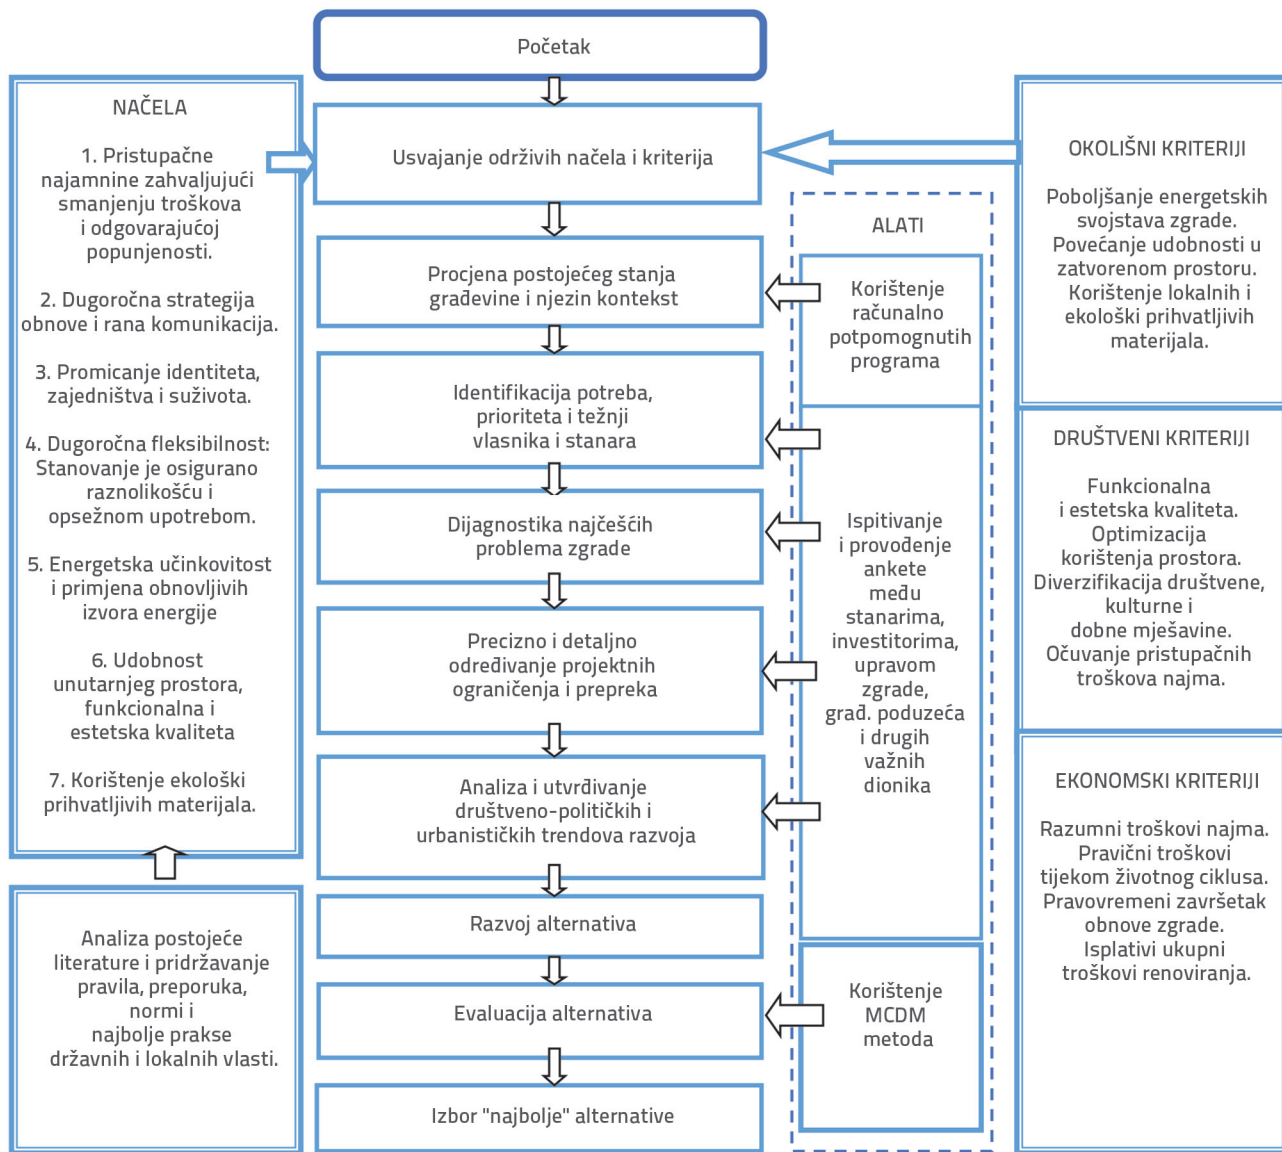 Početak
NAČELA
1. Pristupačne
najamnine zahvaljujući
smanjenju troškova
i odgovarajućoj
popunjenosti.
2. Dugoročna strategija
obnove i rana komunikacija.
3. Promicanje identiteta,
zajedništva i suživota.
4. Dugoročna fleksibilnost:
Stanovanje je osigurano
raznolikošću i
opsežnom upotrebom.
5. Energetska učinkovitost
i primjena obnovljivih
izvora energije
6. Udobnost
unutarnjeg prostora,
funkcionalna i
estetska kvaliteta
7. Korištenje ekološki
prihvatljivih materijala.
Analiza postojeće
literature i pridržavanje
pravila, preporuka,
normi i
najbolje prakse
državnih i lokalnih vlasti.
Usvajanje održivih načela i kriterija
Procjena postojećeg stanja
građevine i njezin kontekst
Identifikacija potreba,
prioriteta i težnji
vlasnika i stanara
Dijagnostika najčešćih
problema zgrade
Precizno i detaljno
određivanje projektnih
ograničenja i prepreka
Analiza i utvrđivanje
društveno-političkih i
urbanističkih trendova razvoja
Razvoj alternativa
Evaluacija alternativa
Izbor "najbolje" alternative
ALATI
Korištenje
računalno
potpomognutih
programa
Ispitivanje
i provođenje
ankete
među
stanarima,
investitorima,
upravom
zgrade,
građ. poduzeća
i drugih
važnih
dionika
Korištenje
MCDM
metoda
OKOLIŠNI KRITERIJI
Poboljšanje energetskih
svojstava zgrade.
Povećanje udobnosti u
zatvorenom prostoru.
Korištenje lokalnih i
ekološki prihvatljivih
materijala.
DRUŠTVENI KRITERIJI
Funkcionalna
i estetska kvaliteta.
Optimizacija
korištenja prostora.
Diverzifikacija društvene,
kulturne i
dobne mješavine.
Očuvanje pristupačnih
troškova najma.
EKONOMSKI KRITERIJI
Razumni troškovi najma.
Pravični troškovi
tijekom životnog ciklusa.
Pravovremeni završetak
obnove zgrade.
Isplativi ukupni
troškovi renoviranja.